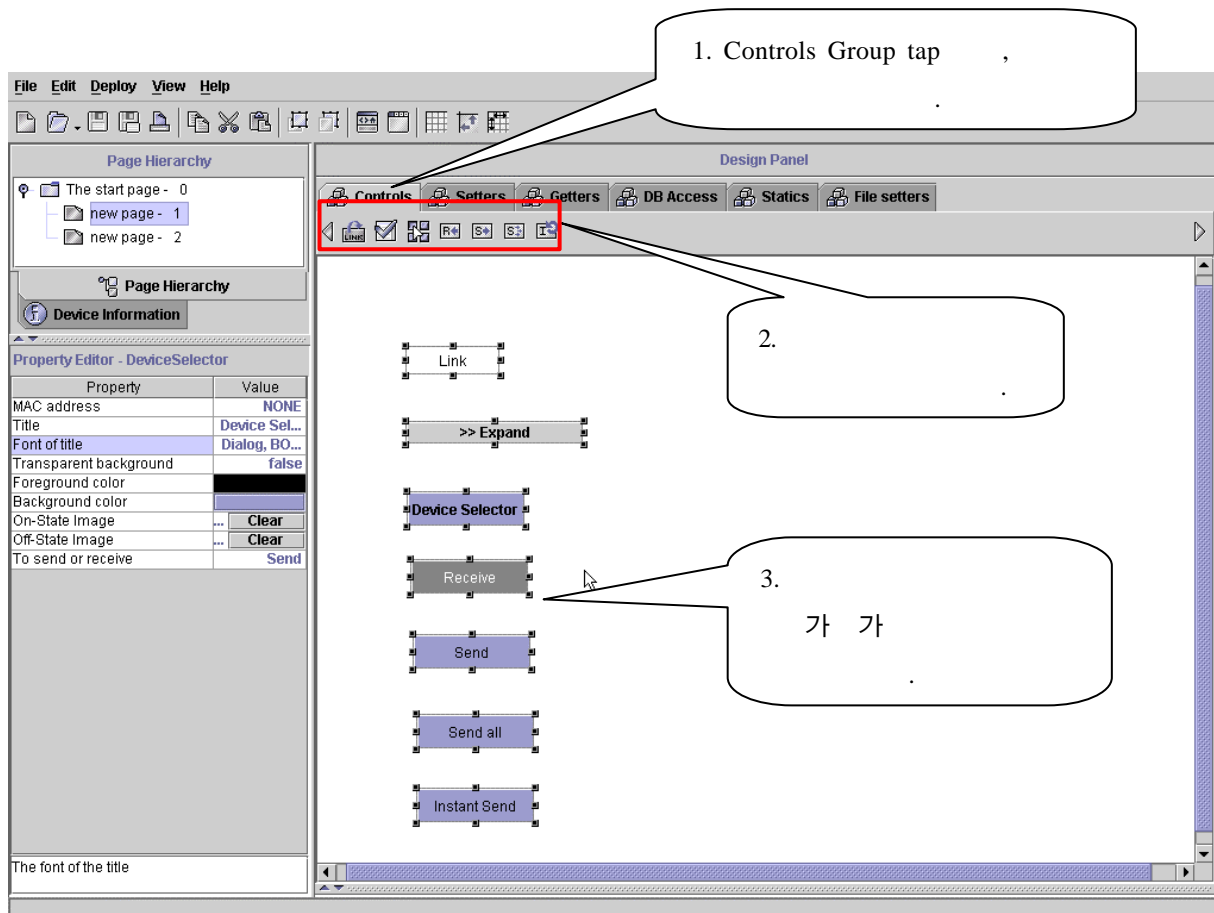 1. Controls Group tap ,
.
File Edit Deploy View Help
Page Hierarchy
The start page - 0
new page - 1
new page - 2
Page Hierarchy
Device Information
Property Editor - DeviceSelector
Property Value
MAC address NONE
Title Device Sel...
Font of title Dialog, BO...
Transparent background false
Foreground color
Background color
On-State Image ... Clear
Off-State Image ... Clear
To send or receive Send
The font of the title
Design Panel
Controls Setters Getters DB Access Statics File setters
LINK R S S I
Link
>> Expand
Device Selector
Receive
Send
Send all
Instant Send
2.
.
3.
가 가
.